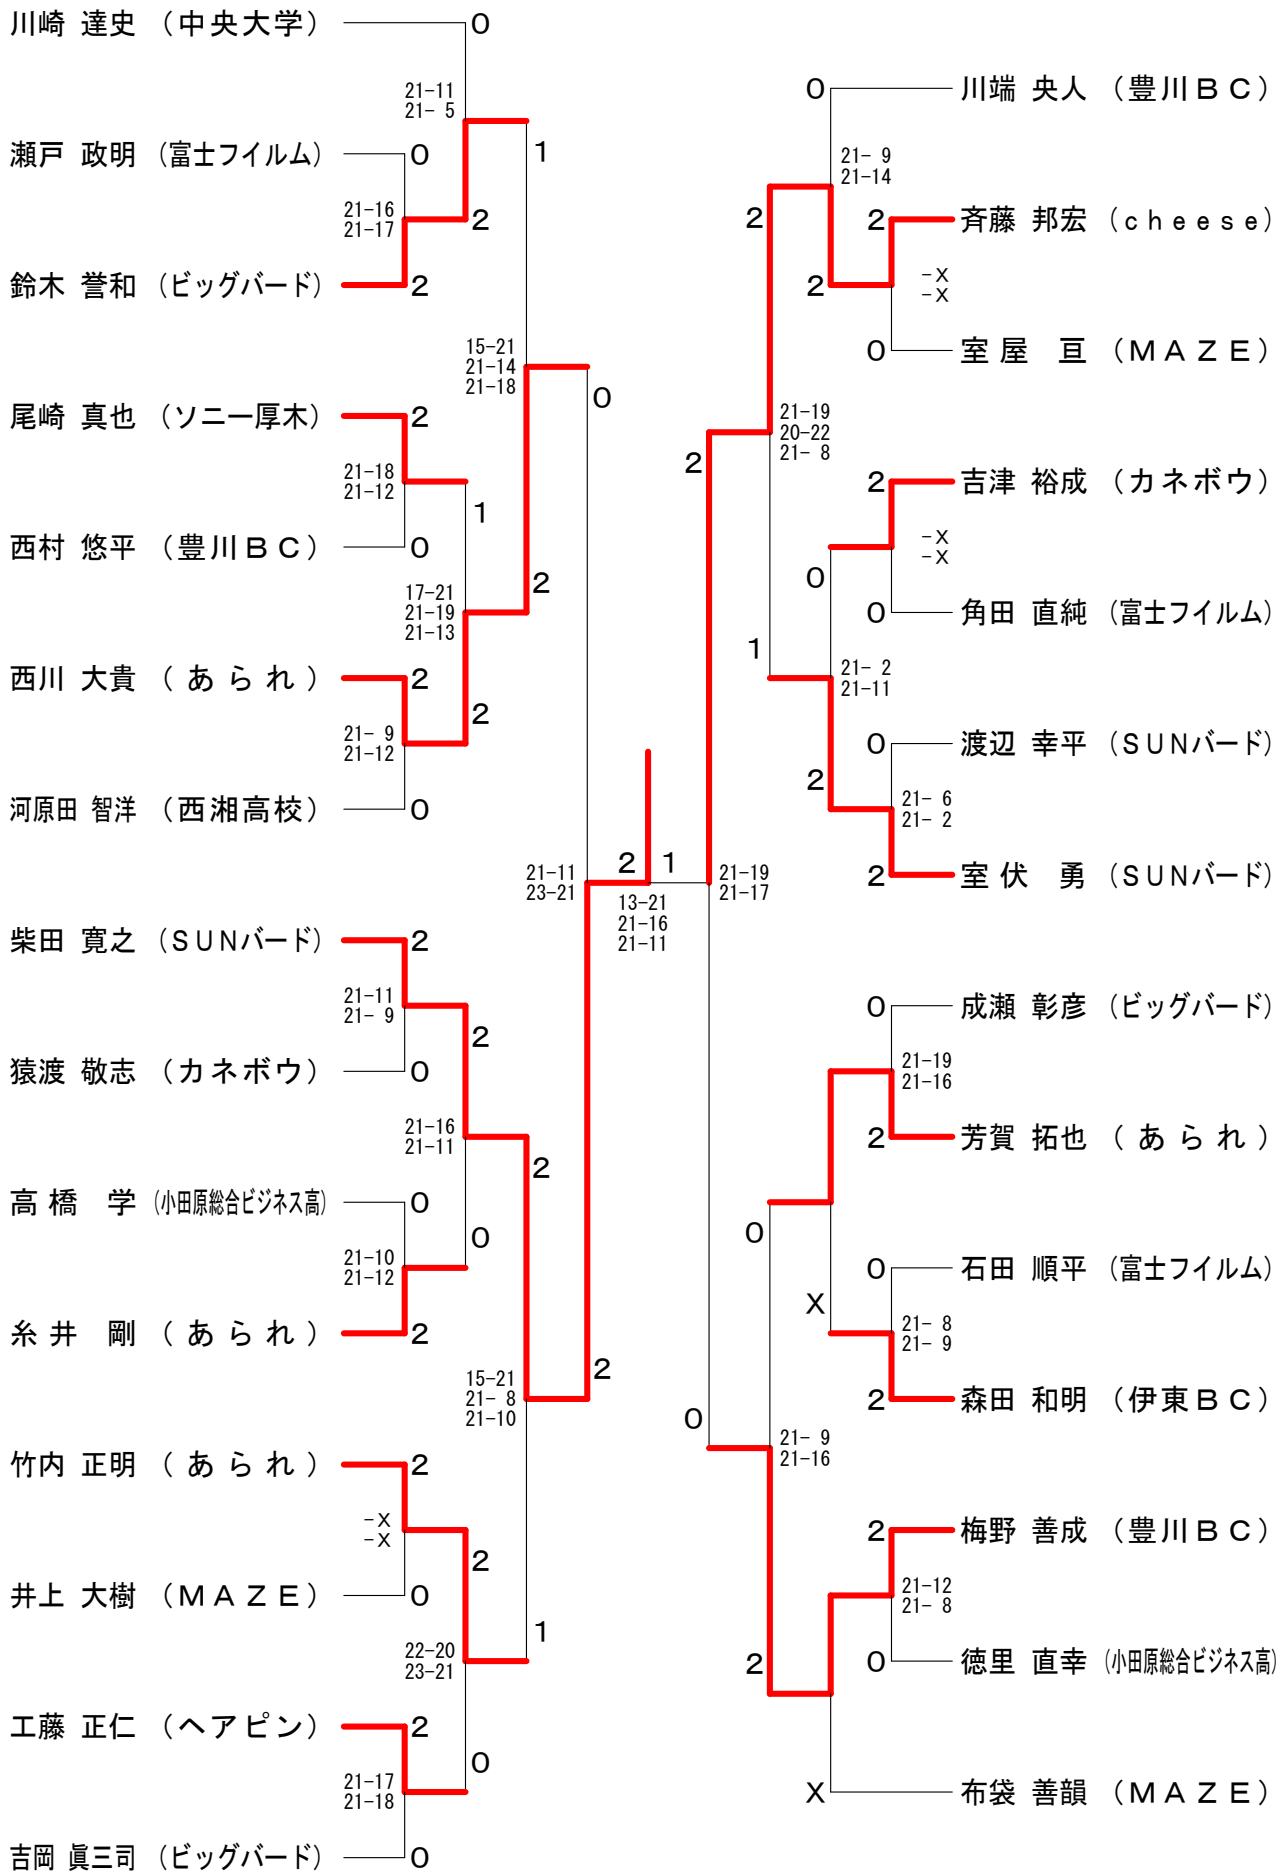 川崎 達史 （中央大学） 0
21-11
21- 5
瀬戸 政明 （富士フイルム） 0
1
21-16
21-17
2
鈴木 誉和 （ビッグバード） 2
15-21
21-14
21-18
0
尾崎 真也 （ソニー厚木） 2
21-18
21-12
1
西村 悠平 （豊川ＢＣ） 0
2
17-21
21-19
21-13
西川 大貴 （あられ） 2
2
21- 9
21-12
河原田 智洋 （西湘高校） 0
21-11
23-21
2
1
13-21
21-16
21-11
柴田 寛之 （ＳＵＮバード） 2
21-11
21- 9
2
猿渡 敬志 （カネボウ） 0
21-16
21-11
2
高橋 学 （小田原総合ビジネス高） 0
0
21-10
21-12
糸井 剛 （あられ） 2
2
15-21
21- 8
21-10
竹内 正明 （あられ） 2
-X
-X
2
井上 大樹 （ＭＡＺＥ） 0
1
22-20
23-21
工藤 正仁 （ヘアピン） 2
0
21-17
21-18
吉岡 眞三司 （ビッグバード） 0
0 川端 央人 （豊川ＢＣ）
21- 9
21-14
2
2 斉藤 邦宏 （ｃｈｅｅｓｅ）
2
-X
-X
0 室屋 亘 （ＭＡＺＥ）
21-19
20-22
21- 8
2
2 吉津 裕成 （カネボウ）
-X
-X
0
0 角田 直純 （富士フイルム）
1
21- 2
21-11
0 渡辺 幸平 （ＳＵＮバード）
2
21- 6
21- 2
2 室伏 勇 （ＳＵＮバード）
21-19
21-17
0 成瀬 彰彦 （ビッグバード）
21-19
21-16
2 芳賀 拓也 （あられ）
0
0 石田 順平 （富士フイルム）
X
21- 8
21- 9
2 森田 和明 （伊東ＢＣ）
0
21- 9
21-16
2 梅野 善成 （豊川ＢＣ）
21-12
21- 8
2
0 徳里 直幸 （小田原総合ビジネス高）
X 布袋 善韻 （ＭＡＺＥ）